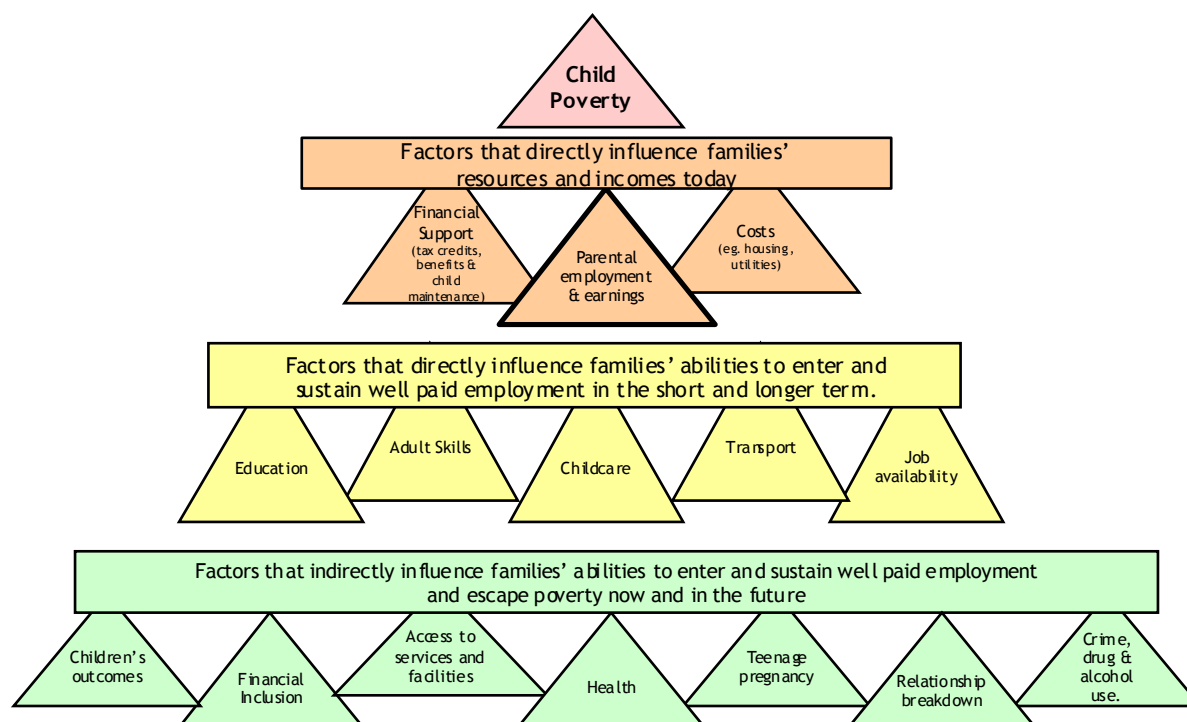 Child
Poverty
Factors that directly influence families’
resources and incomes today
Financial
Support
(tax credits,
benefits &
child
maintenance)
Parental
employment
& earnings
Costs
(eg. housing,
utilities)
Factors that directly influence families’ abilities to enter and
sustain well paid employment in the short and longer term.
Education
Adult Skills
Childcare
Transport
Job
availability
Factors that indirectly influence families’ abilities to enter and sustain well paid employment
and escape poverty now and in the future
Children’s
outcomes
Financial
Inclusion
Access to
services and
facilities
Health
Teenage
pregnancy
Relationship
breakdown
Crime,
drug &
alcohol
use.